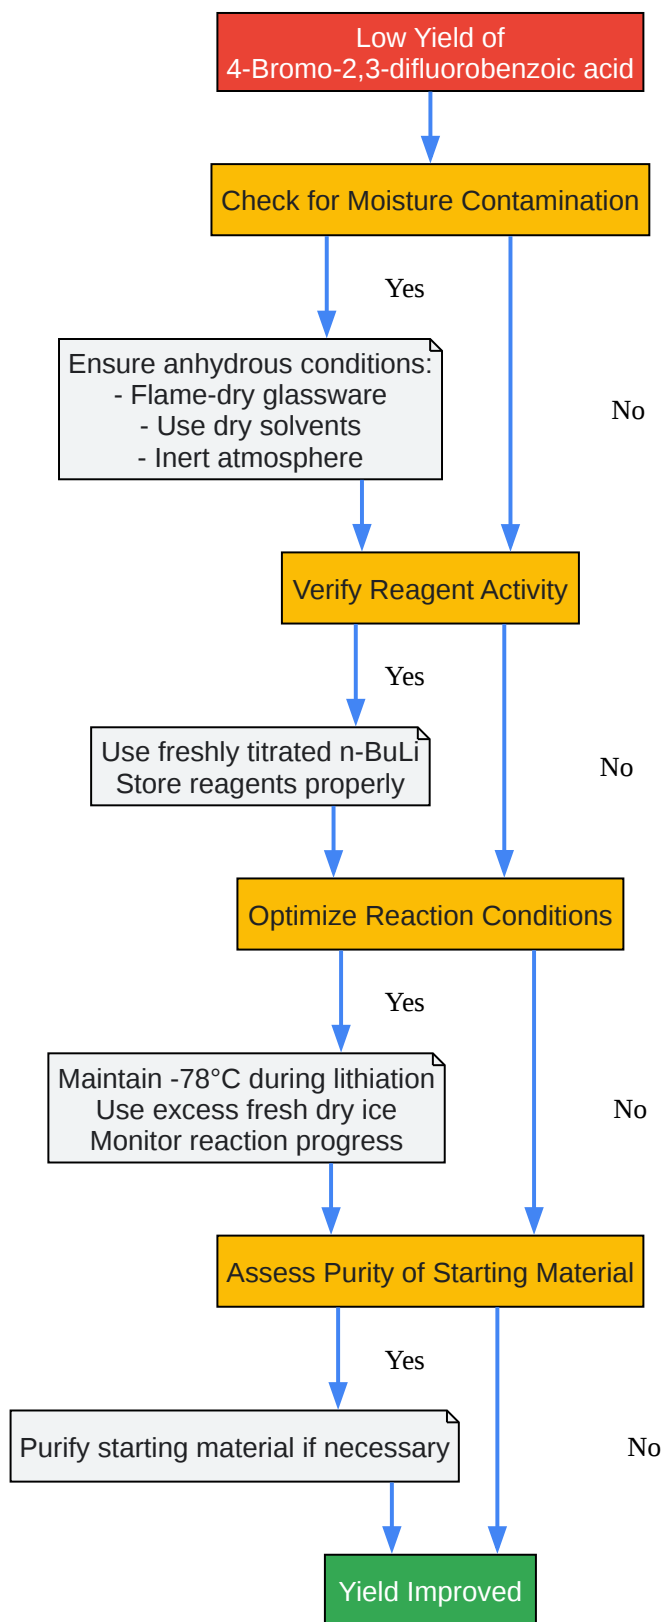 Low Yield of
4-Bromo-2,3-difluorobenzoic acid
Check for Moisture Contamination
Yes
Ensure anhydrous conditions:
- Flame-dry glassware
- Use dry solvents
- Inert atmosphere
No
Verify Reagent Activity
Yes
Use freshly titrated n-BuLi
Store reagents properly
No
Optimize Reaction Conditions
Yes
Maintain -78°C during lithiation
Use excess fresh dry ice
Monitor reaction progress
No
Assess Purity of Starting Material
Yes
Purify starting material if necessary
No
Yield Improved